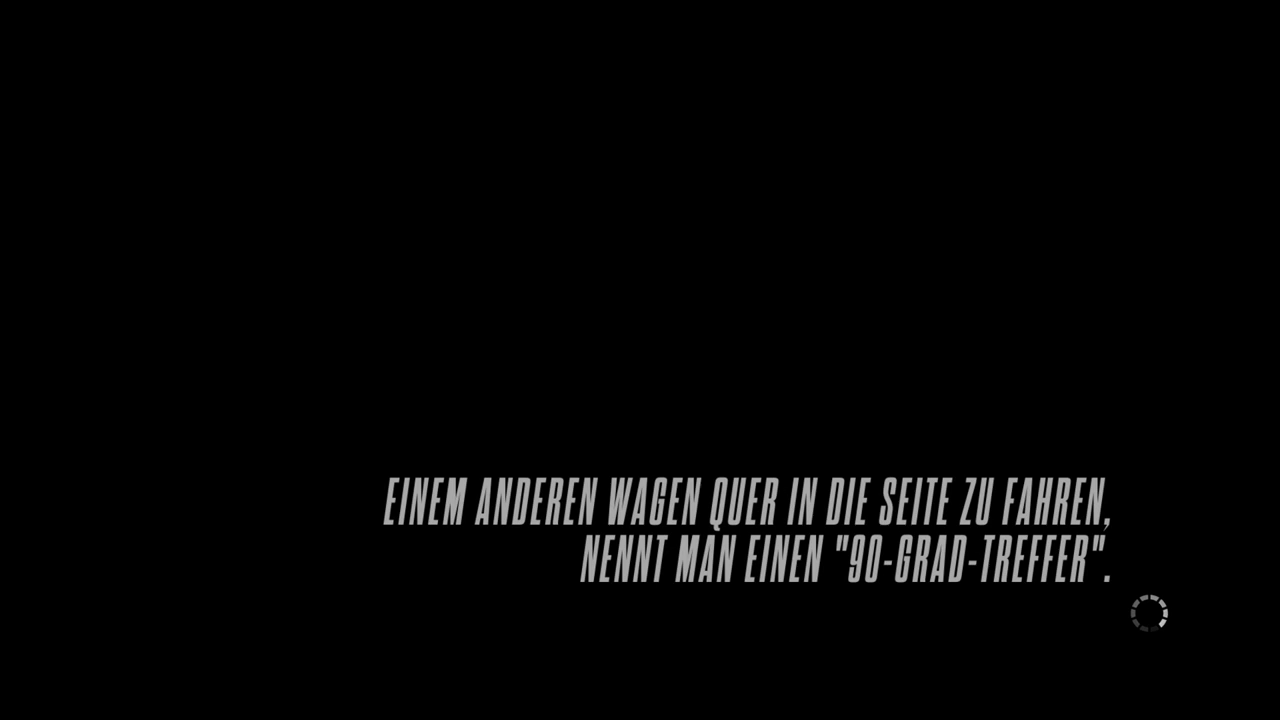 EINEM ANDEREN WAGEN QUER IN DIE SEITE ZU FAHREN,
NENNT MAN EINEN "90-GRAD-TREFFER".